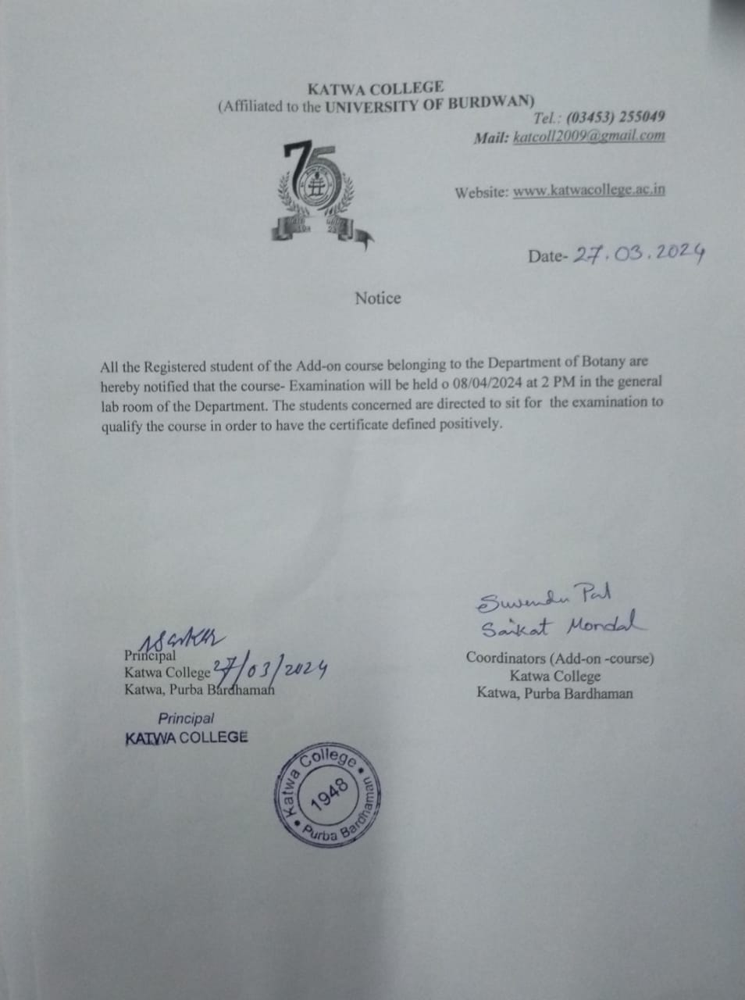 KATWA COLLEGE
(Affiliated to the UNIVERSITY OF BURDWAN)
Tel.: (03453) 255049
Mail: katcoll2009@gmail.com
75
Website: www.katwacollege.ac.in
Date- 27.03.2024
Notice
All the Registered student of the Add-on course belonging to the Department of Botany are
hereby notified that the course- Examination will be held o 08/04/2024 at 2 PM in the general
lab room of the Department. The students concerned are directed to sit for the examination to
qualify the course in order to have the certificate defined positively.
Suvendu Pal
Saikat Mondal
Principal
Katwa College 27/03/2024
Katwa, Purba Bardhaman
Coordinators (Add-on -course)
Katwa College
Katwa, Purba Bardhaman
Principal
KATWA COLLEGE
Katwa College
1948
Purba Bardhaman